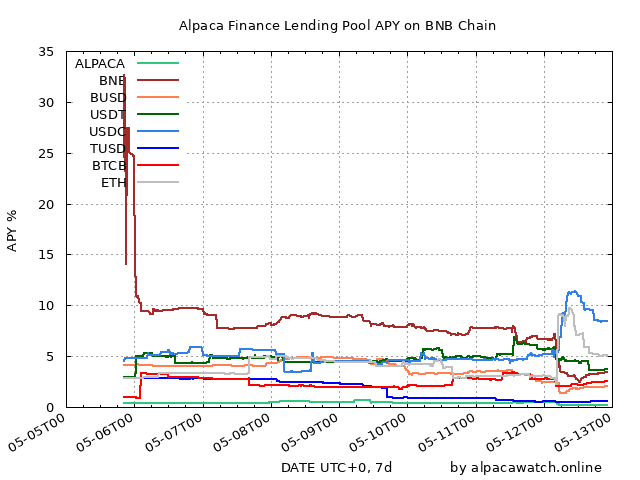 Alpaca Finance Lending Pool APY on BNB Chain
35
30
25
20
15
10
5
0
APY %
ALPACA
BNB
BUSD
USDT
USDC
TUSD
BTCB
ETH
05-05T00
05-06T00
05-07T00
05-08T00
05-09T00
05-10T00
05-11T00
05-12T00
05-13T00
DATE UTC+0, 7d
by alpacawatch.online